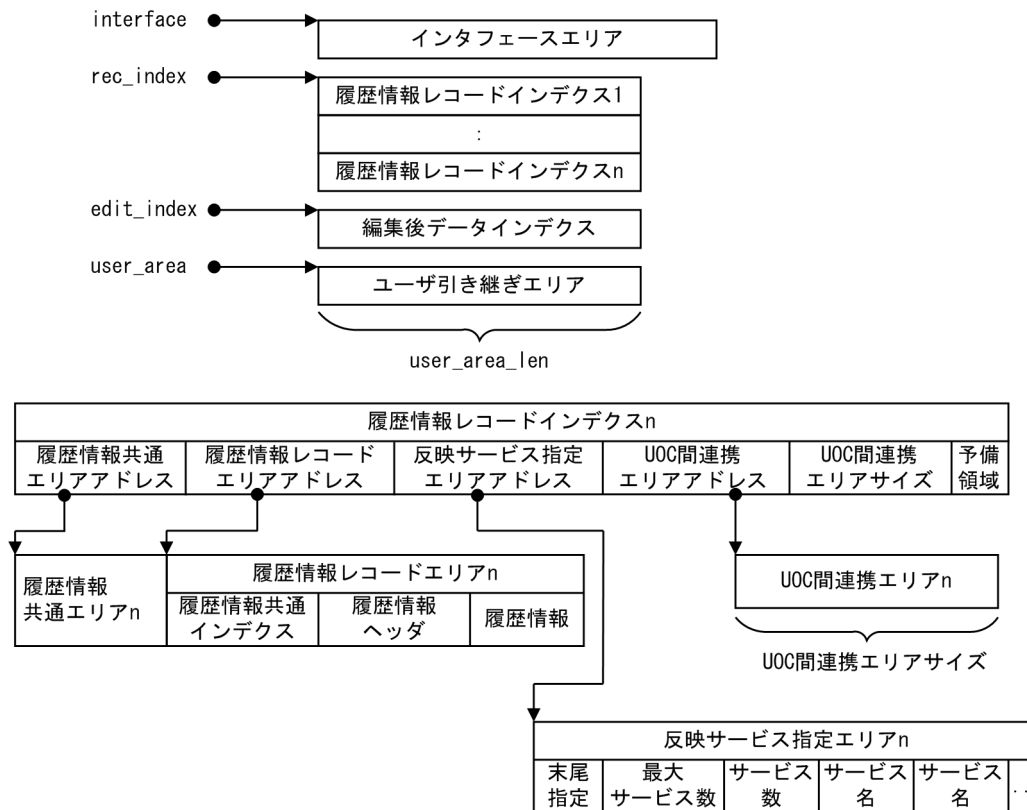 interface
インタフェースエリア
rec_index
履歴情報レコードインデクス1
:
履歴情報レコードインデクスn
edit_index
編集後データインデクス
user_area
ユーザ引き継ぎエリア
user_area_len
履歴情報レコードインデクスn
履歴情報共通
エリアアドレス
履歴情報レコード
エリアアドレス
反映サービス指定
エリアアドレス
UOC間連携
エリアアドレス
UOC間連携
エリアサイズ
予備
領域
履歴情報
共通エリアn
履歴情報レコードエリアn
履歴情報共通
インデクス
履歴情報
ヘッダ
履歴情報
UOC間連携エリアn
UOC間連携エリアサイズ
反映サービス指定エリアn
末尾
指定
最大
サービス数
サービス
数
サービス
名
サービス
名
..